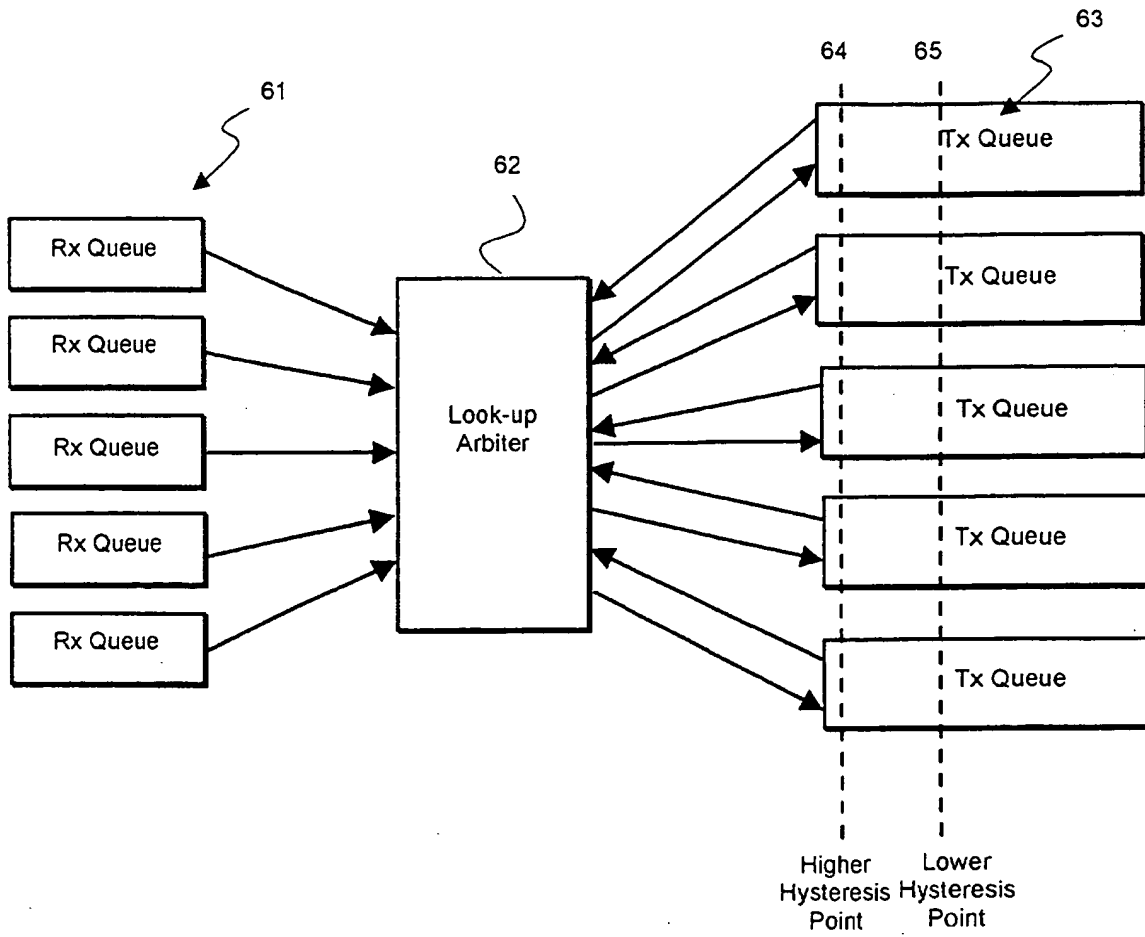 61
62
63
64
65
Rx Queue
Rx Queue
Rx Queue
Rx Queue
Rx Queue
Look-up
Arbiter
Tx Queue
Tx Queue
Tx Queue
Tx Queue
Tx Queue
Higher
Hysteresis
Point
Lower
Hysteresis
Point